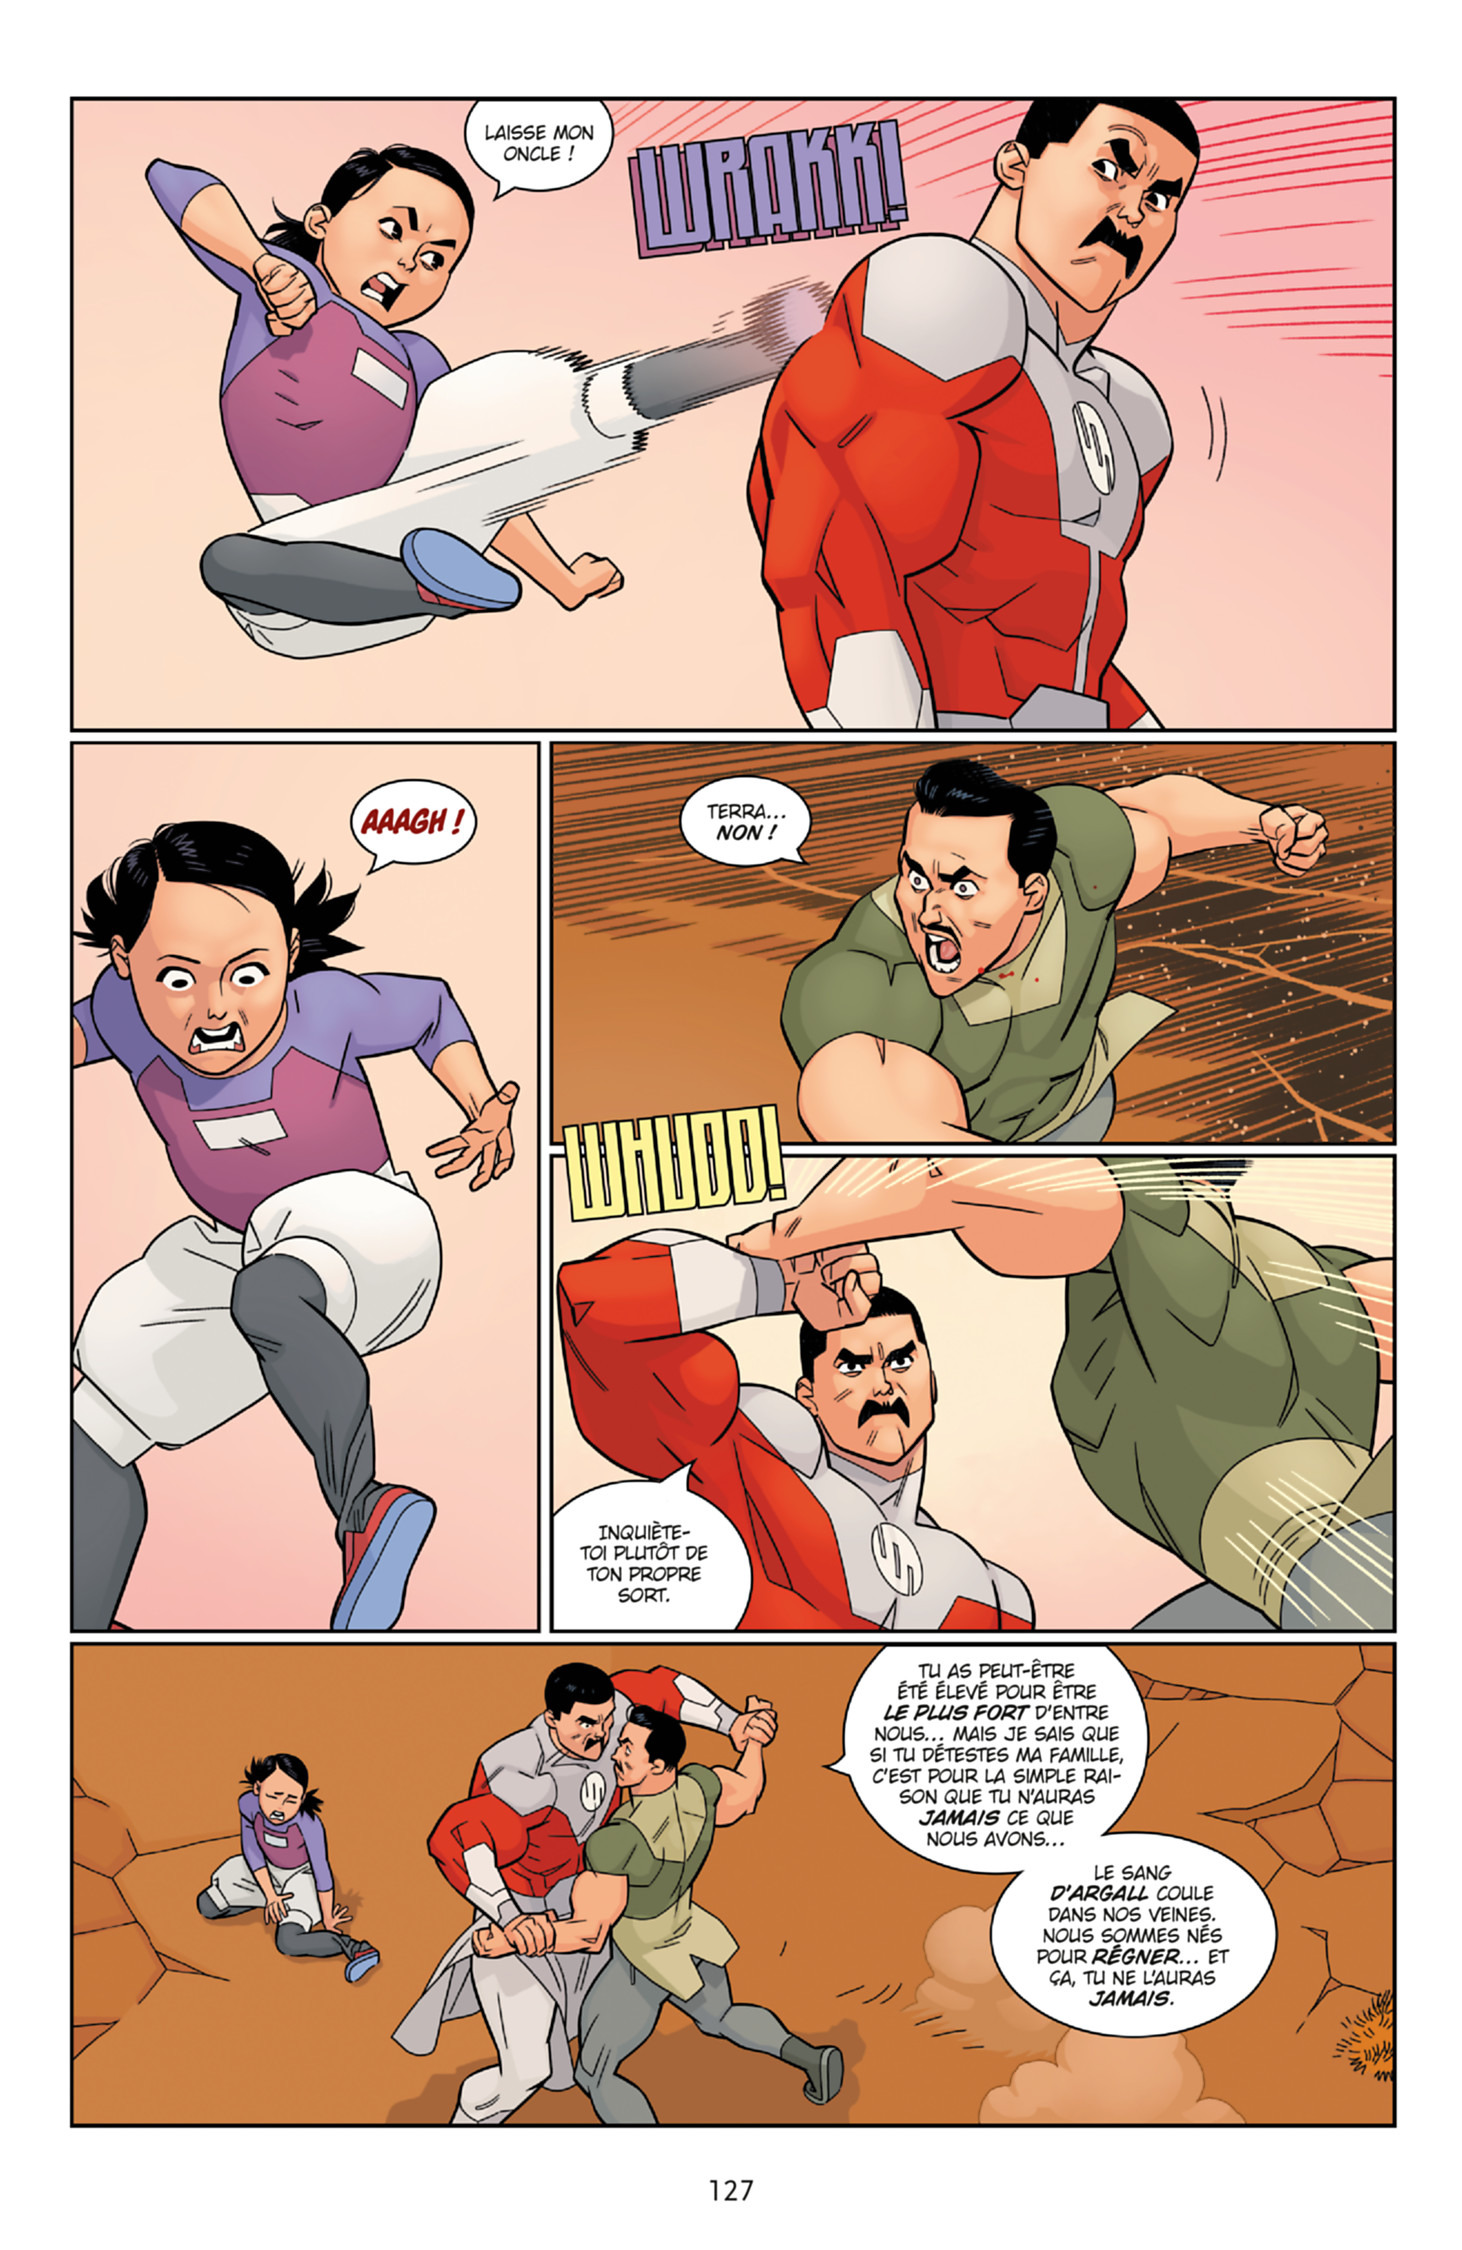 LAISSE MON
ONCLE !
WRAKK!
AAAGH !
TERRA...
NON !
WHUDD!
INQUIÈTE-
TOI PLUTÔT DE
TON PROPRE
SORT.
TU AS PEUT-ÊTRE
ÉTÉ ÉLEVÉ POUR ÊTRE
LE PLUS FORT D'ENTRE
NOUS... MAIS JE SAIS QUE
SI TU DÉTESTES MA FAMILLE,
C'EST POUR LA SIMPLE RAI-
SON QUE TU N'AURAS
JAMAIS CE QUE
NOUS AVONS...
LE SANG
D'ARGALL COULE
DANS NOS VEINES.
NOUS SOMMES NÉS
POUR RÉGNER... ET
ÇA, TU NE L'AURAS
JAMAIS.
127